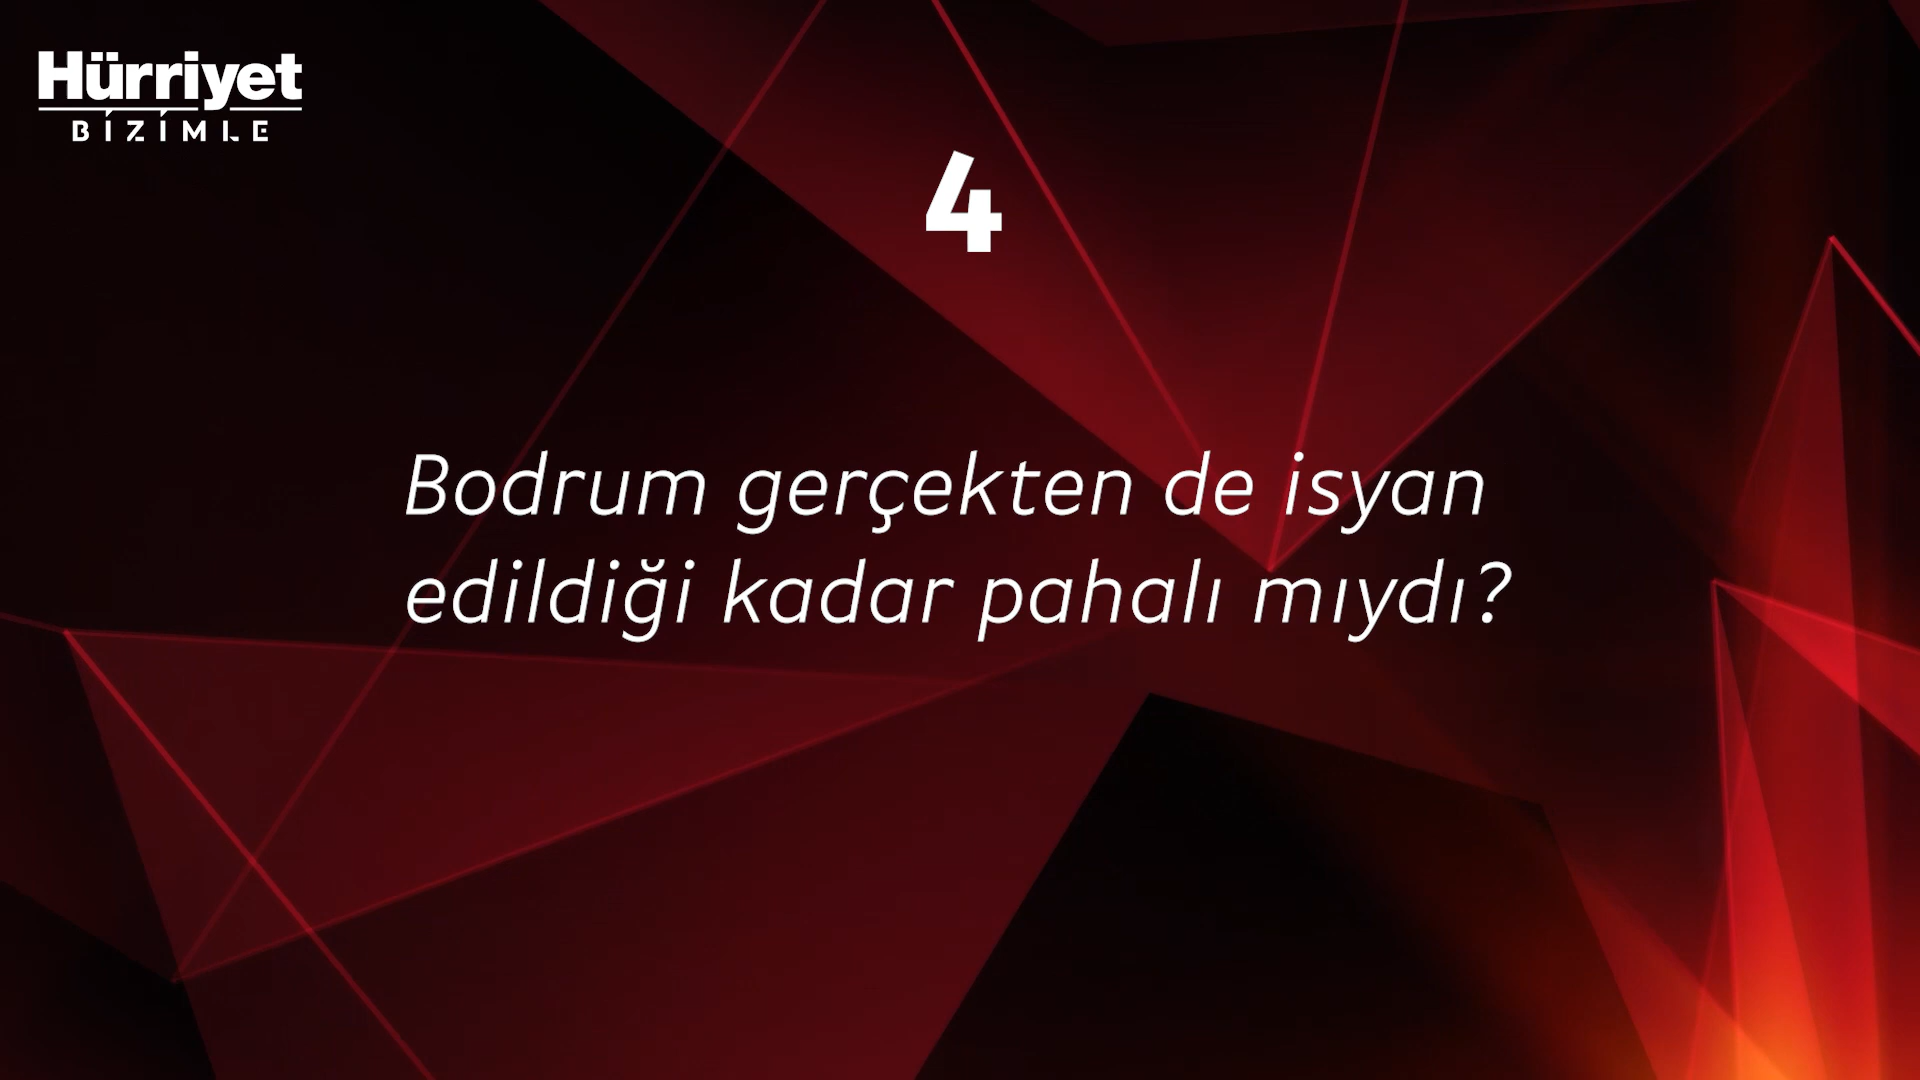 Hürriyet
BİZİMLE
4
Bodrum gerçekten de isyan
edildiği kadar pahalı mıydı?